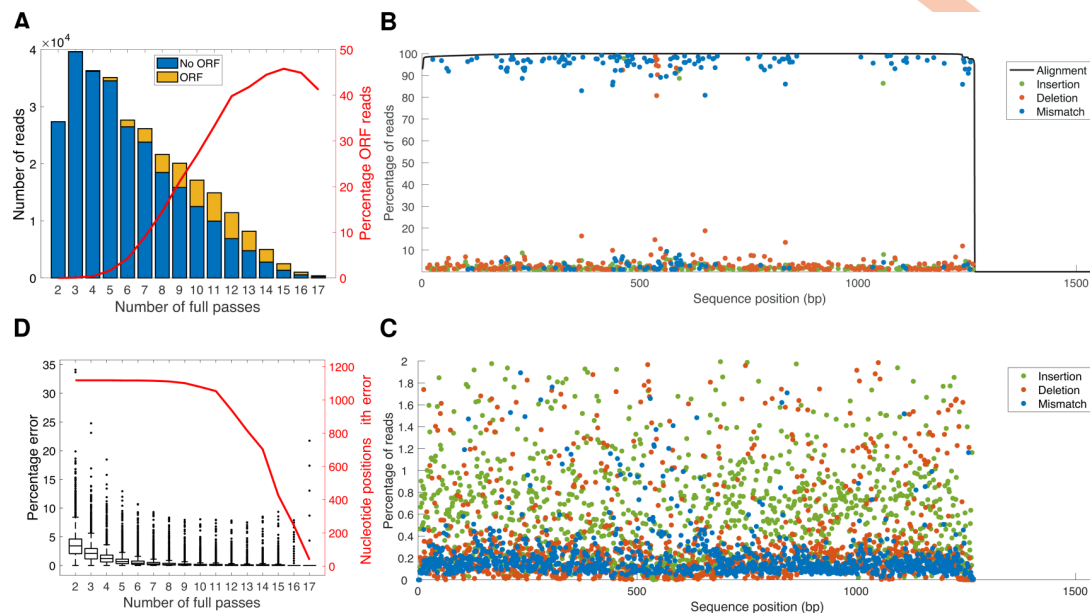 A
×10⁴
No ORF
ORF
Number of reads
4
3
2
1
0
50
40
30
20
10
0
Percentage ORF reads
2 3 4 5 6 7 8 9 10 11 12 13 14 15 16 17
Number of full passes
B
Percentage of reads
100
90
80
70
60
50
40
30
20
10
0 500 1000 1500
Sequence position (bp)
Alignment
Insertion
Deletion
Mismatch
D
Percentage error
35
30
25
20
15
10
5
0
1200
1000
800
600
400
200
0
Nucleotide positions ith error
2 3 4 5 6 7 8 9 10 11 12 13 14 15 16 17
Number of full passes
C
Percentage of reads
2
1.8
1.6
1.4
1.2
1
0.8
0.6
0.4
0.2
0
0 500 1000 1500
Sequence position (bp)
Insertion
Deletion
Mismatch